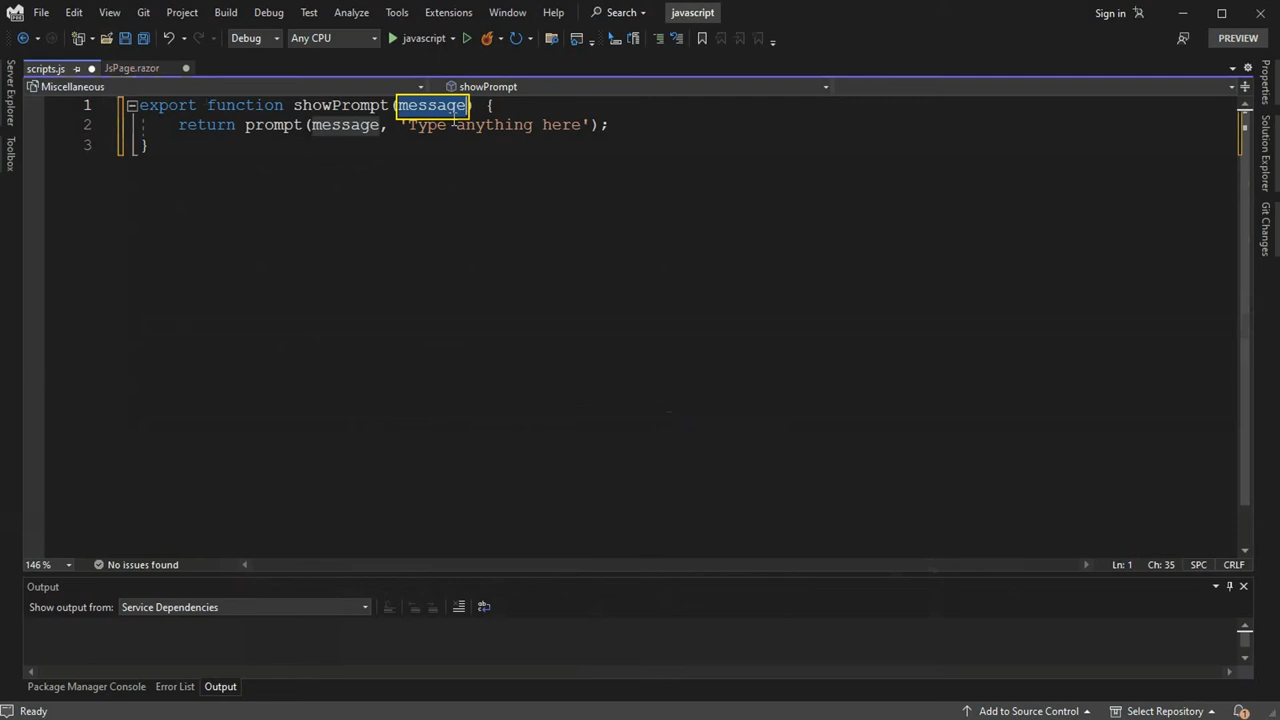 File Edit View Git Project Build Debug Test Analyze Tools Extensions Window Help Search javascript Sign in
Debug Any CPU javascript PREVIEW
scripts.js JsPage.razor
Miscellaneous showPrompt
1 export function showPrompt(message) {
2 return prompt(message, 'Type anything here');
3 }
Server Explorer
Toolbox
Properties
Solution Explorer
Git Changes
146 % No issues found Ln: 1 Ch: 35 SPC CRLF
Output
Show output from: Service Dependencies
Package Manager Console Error List Output
Ready Add to Source Control Select Repository 1